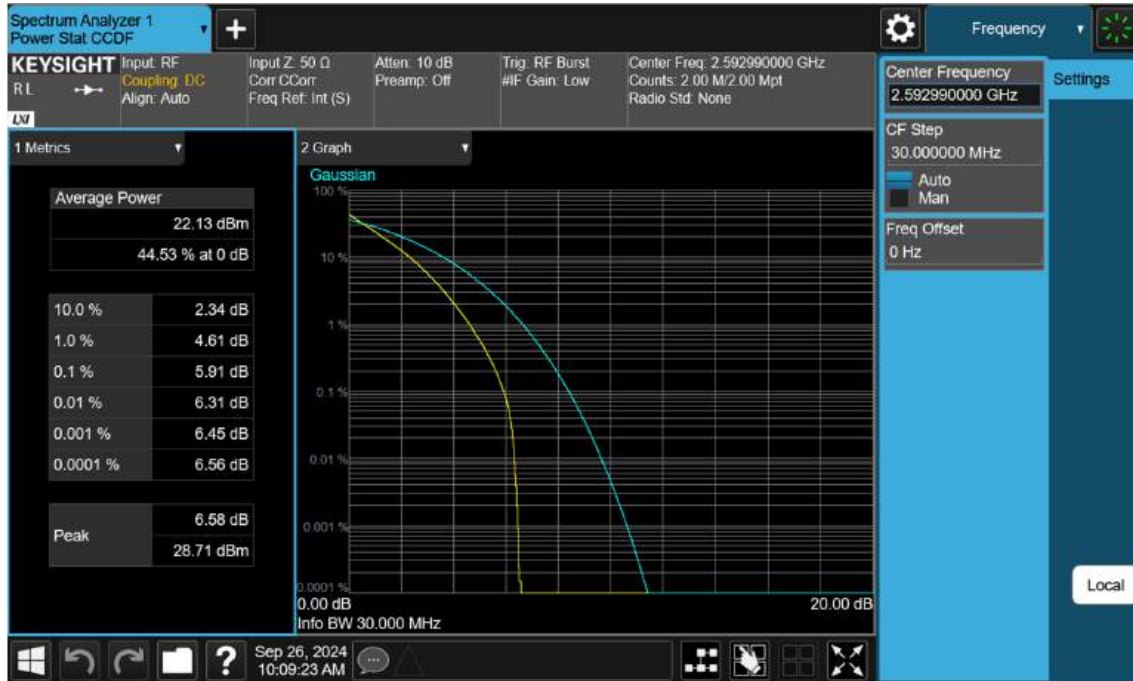 Spectrum Analyzer 1
Power Stat CCDF
Frequency
KEYSIGHT
RL
LXI
Input: RF
Coupling: DC
Align: Auto
Input Z: 50 Ω
Corr CCorr
Freq Ref: Int (S)
Atten: 10 dB
Preamp: Off
Trig: RF Burst
#IF Gain: Low
Center Freq: 2.592990000 GHz
Counts: 2.00 M/2.00 Mpt
Radio Std: None
Center Frequency
2.592990000 GHz
Settings
CF Step
30.000000 MHz
Auto
Man
Freq Offset
0 Hz
1 Metrics
Average Power
22.13 dBm
44.53 % at 0 dB
10.0 % 2.34 dB
1.0 % 4.61 dB
0.1 % 5.91 dB
0.01 % 6.31 dB
0.001 % 6.45 dB
0.0001 % 6.56 dB
Peak
6.58 dB
28.71 dBm
2 Graph
Gaussian
100 %
10 %
1 %
0.1 %
0.01 %
0.001 %
0.0001 %
0.00 dB 20.00 dB
Info BW 30.000 MHz
Local
Sep 26, 2024
10:09:23 AM